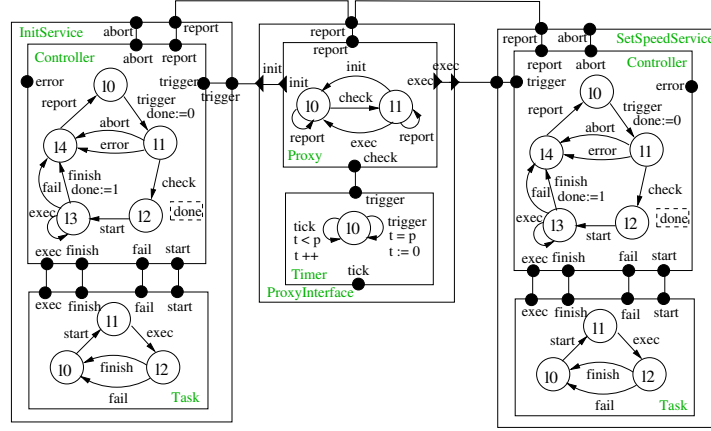 InitService
abort
report
abort
report
Controller
error
trigger
trigger
l0
report
trigger
done:=0
abort
error
l4
l1
fail
finish
done:=1
check
exec
l3
l2
start
done
exec
finish
fail
start
exec
finish
fail
start
l1
start
exec
l0
finish
l2
fail
Task
report
report
init
init
init
exec
exec
l0
check
l1
report
report
exec
Proxy
check
trigger
tick
t < p
t ++
l0
trigger
t = p
t := 0
Timer
tick
ProxyInterface
report
abort
SetSpeedService
report
abort
Controller
trigger
error
l0
report
trigger
done:=0
abort
error
l4
l1
fail
finish
done:=1
check
exec
l3
l2
start
done
exec
finish
fail
start
exec
finish
fail
start
l1
start
exec
l0
finish
l2
fail
Task